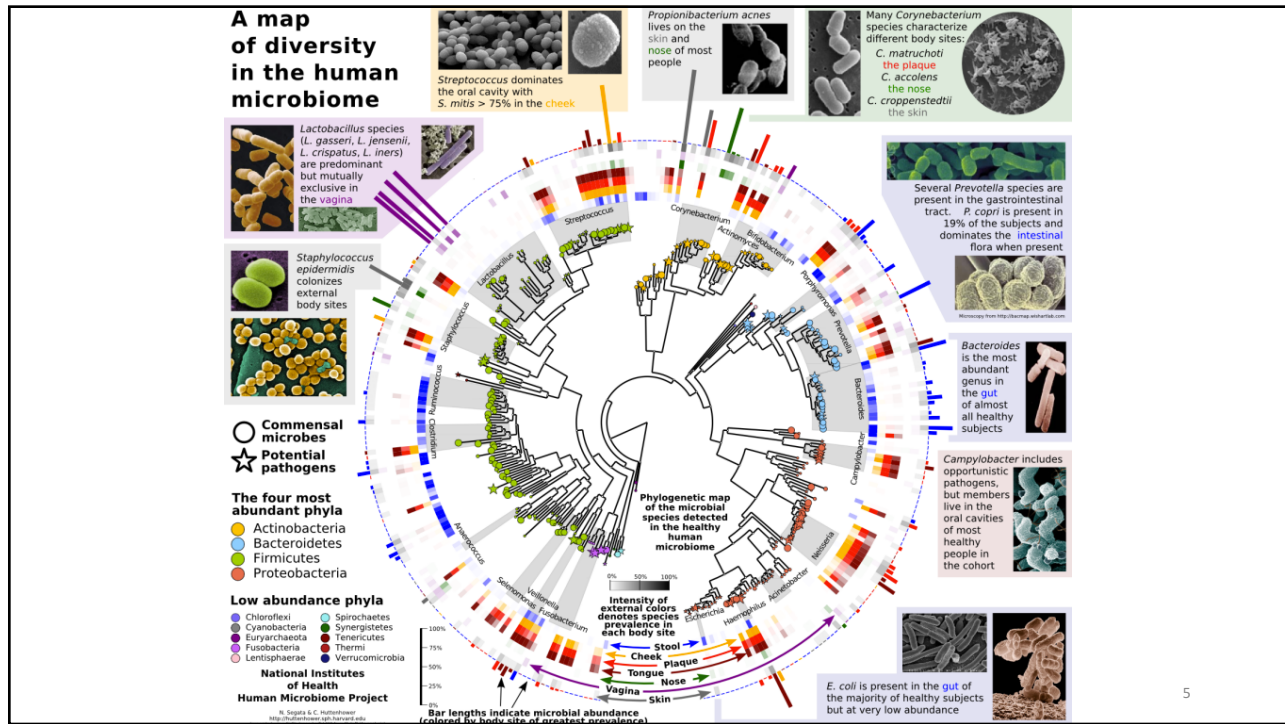 A map
of diversity
in the human
microbiome
Streptococcus dominates
the oral cavity with
S. mitis > 75% in the cheek
Propionibacterium acnes
lives on the
skin and
nose of most
people
Many Corynebacterium
species characterize
different body sites:
C. matruchoti
the plaque
C. accolens
the nose
C. croppenstedtii
the skin
Lactobacillus species
(L. gasseri, L. jensenii,
L. crispatus, L. iners)
are predominant
but mutually
exclusive in
the vagina
Several Prevotella species are
present in the gastrointestinal
tract. P. copri is present in
19% of the subjects and
dominates the intestinal
flora when present
Microscopy from http://bacmap.wishartlab.com
Staphylococcus
epidermidis
colonizes
external
body sites
Bacteroides
is the most
abundant
genus in
the gut
of almost
all healthy
subjects
Campylobacter includes
opportunistic
pathogens,
but members
live in the
oral cavities
of most
healthy
people in
the cohort
Streptococcus
Corynebacterium
Actinomyces
Bifidobacterium
Porphyromonas
Prevotella
Bacteroides
Campylobacter
Neisseria
Acinetobacter
Haemophilus
Escherichia
Lactobacillus
Staphylococcus
Ruminococcus
Clostridium
Anaerococcus
Selenomonas
Veillonella
Fusobacterium
Commensal
microbes
Potential
pathogens
The four most
abundant phyla
Actinobacteria
Bacteroidetes
Firmicutes
Proteobacteria
Low abundance phyla
Chloroflexi
Cyanobacteria
Euryarchaeota
Fusobacteria
Lentisphaerae
Spirochaetes
Synergistetes
Tenericutes
Thermi
Verrucomicrobia
National Institutes
of Health
Human Microbiome Project
N. Segata & C. Huttenhower
http://huttenhower.sph.harvard.edu
Phylogenetic map
of the microbial
species detected
in the healthy
human
microbiome
0% 50% 100%
Intensity of
external colors
denotes species
prevalence in
each body site
Stool
Cheek
Plaque
Tongue
Nose
Vagina
Skin
100%
75%
50%
25%
0%
Bar lengths indicate microbial abundance
(colored by body site of greatest prevalence)
E. coli is present in the gut of
the majority of healthy subjects
but at very low abundance
5